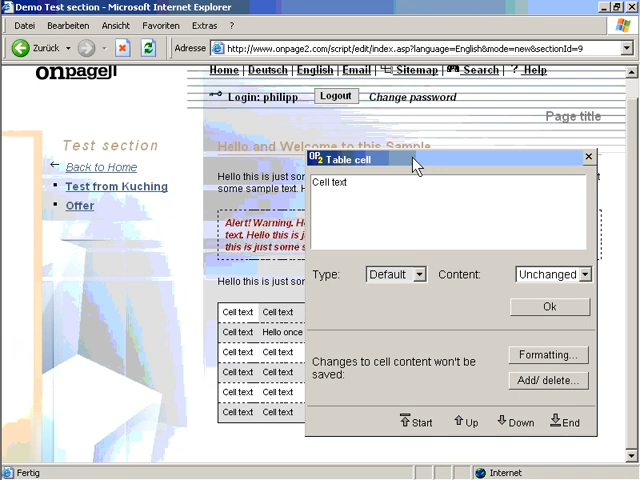 Demo Test section - Microsoft Internet Explorer
Datei Bearbeiten Ansicht Favoriten Extras ?
Zurück Adresse http://www.onpage2.com/script/edit/index.asp?language=English&mode=new&sectionId=9
onpage
Home | Deutsch | English | Email | Sitemap | Search | ? Help
Login: philipp Logout Change password
Page title
Test section
Back to Home
Test from Kuching
Offer
Hello and Welcome to this Sample
Hello this is just so
some sample text. H
Alert! Warning. He
text. Hello this is j
this is just some s
Hello this is just so
Cell text Cell text
Cell text Hello once
Cell text Cell text
Cell text Cell text
Cell text Cell text
Cell text Cell text
OP2 Table cell
Cell text
Type: Default Content: Unchanged
Ok
Changes to cell content won't be
saved:
Formatting...
Add/ delete...
Start Up Down End
Fertig Internet